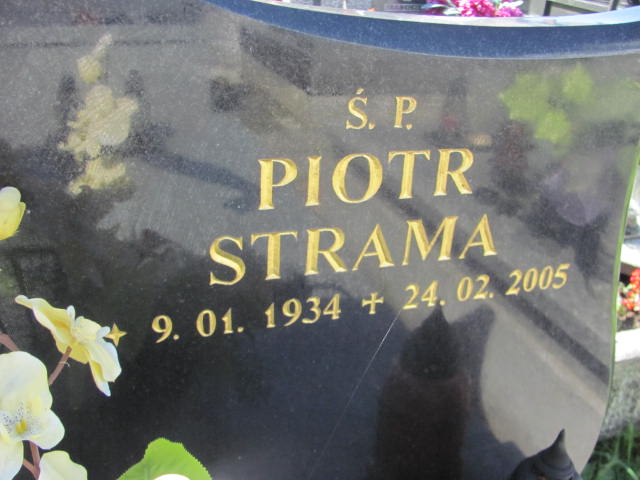 Ś. P.
PIOTR
STRAMA
9. 01. 1934 + 24. 02. 2005